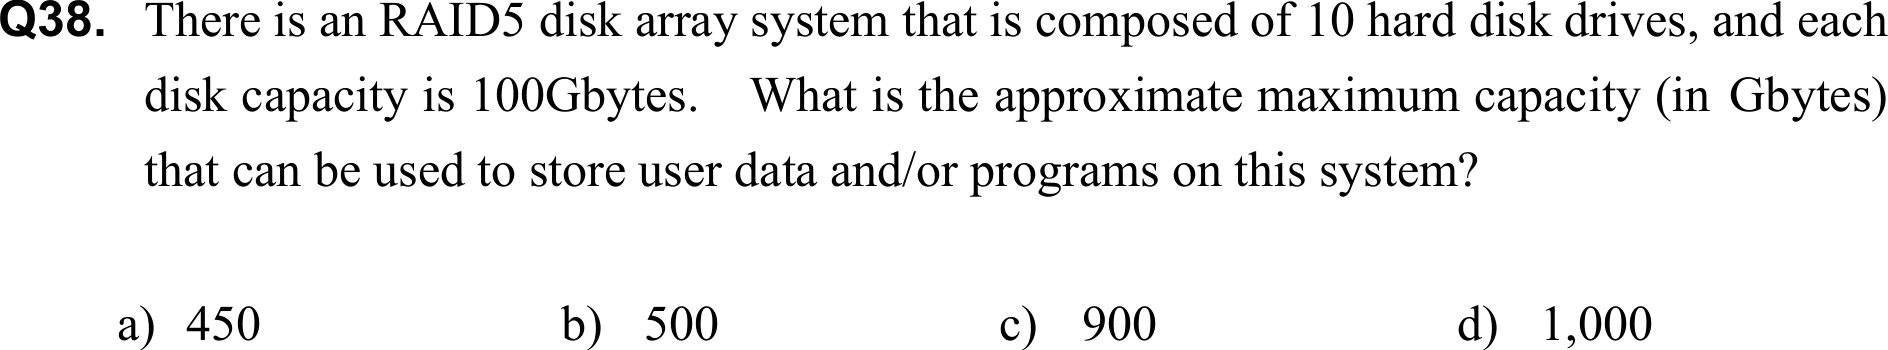 Q38. There is an RAID5 disk array system that is composed of 10 hard disk drives, and each
disk capacity is 100Gbytes. What is the approximate maximum capacity (in Gbytes)
that can be used to store user data and/or programs on this system?
a) 450 b) 500 c) 900 d) 1,000